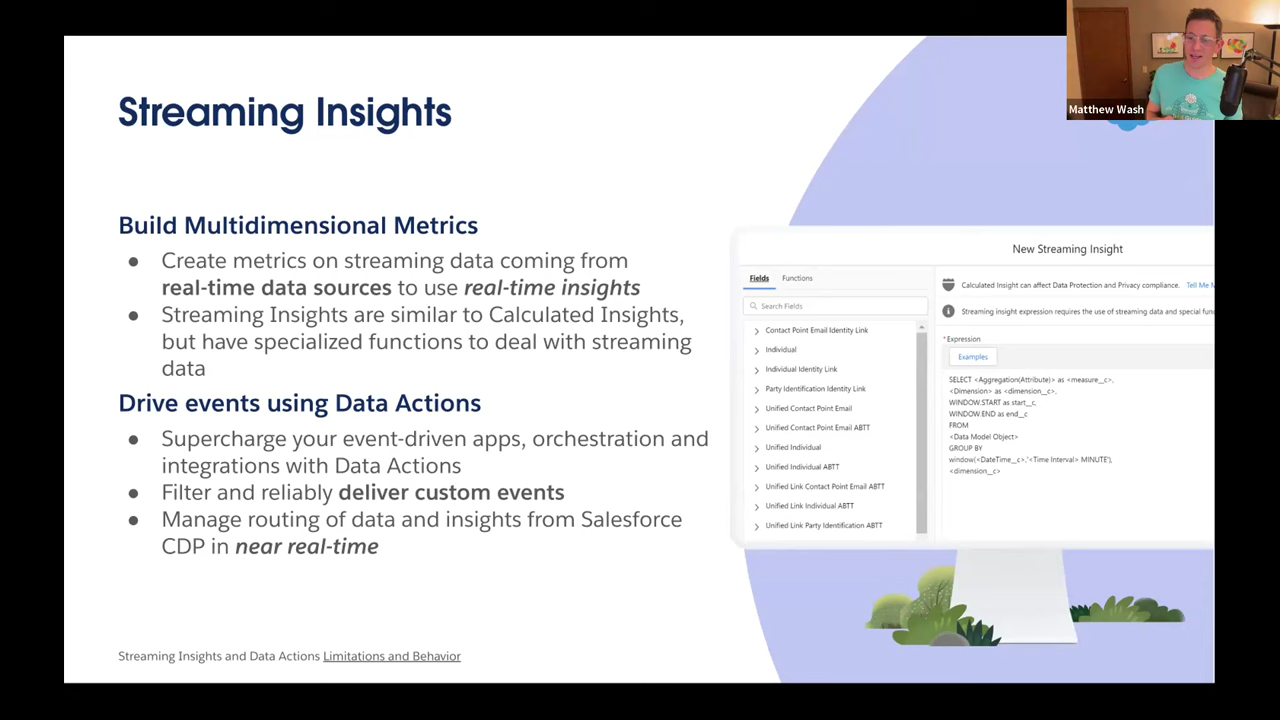 Matthew Wash
Streaming Insights
Build Multidimensional Metrics
● Create metrics on streaming data coming from
real-time data sources to use real-time insights
● Streaming Insights are similar to Calculated Insights,
but have specialized functions to deal with streaming
data
Drive events using Data Actions
● Supercharge your event-driven apps, orchestration and
integrations with Data Actions
● Filter and reliably deliver custom events
● Manage routing of data and insights from Salesforce
CDP in near real-time
Streaming Insights and Data Actions Limitations and Behavior
New Streaming Insight
Fields Functions
Search Fields
Contact Point Email Identity Link
Individual
Individual Identity Link
Party Identification Identity Link
Unified Contact Point Email
Unified Contact Point Email ABTT
Unified Individual
Unified Individual ABTT
Unified Link Contact Point Email ABTT
Unified Link Individual ABTT
Unified Link Party Identification ABTT
Calculated Insight can affect Data Protection and Privacy compliance. Tell Me M
Streaming insight expression requires the use of streaming data and special
*Expression
Examples
SELECT <Aggregation(Attribute)> as <measure__c>,
<Dimension> as <dimension__c>,
WINDOW.START as start__c,
WINDOW.END as end__c
FROM
<Data Model Object>
GROUP BY
window(<DateTime__c>,'<Time Interval> MINUTE'),
<dimension__c>